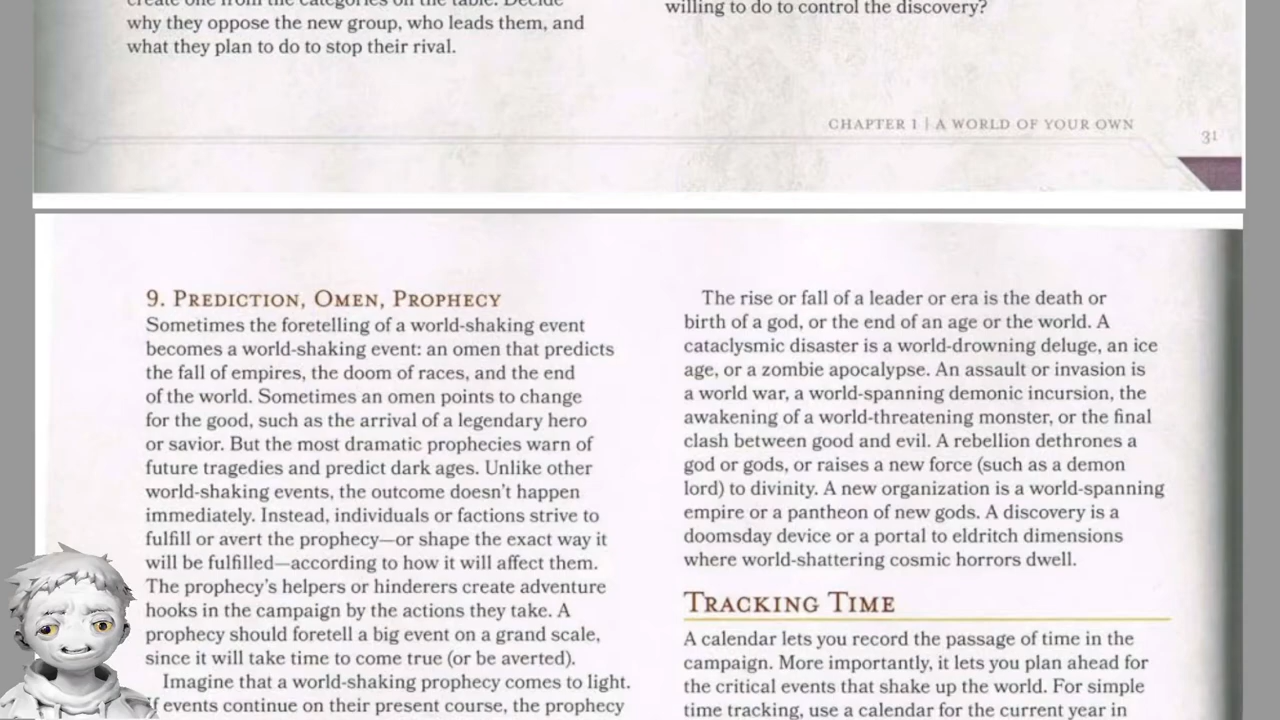 create one from the categories on the table. Decide
why they oppose the new group, who leads them, and
what they plan to do to stop their rival.
willing to do to control the discovery?
CHAPTER 1 | A WORLD OF YOUR OWN
31
9. PREDICTION, OMEN, PROPHECY
Sometimes the foretelling of a world-shaking event
becomes a world-shaking event: an omen that predicts
the fall of empires, the doom of races, and the end
of the world. Sometimes an omen points to change
for the good, such as the arrival of a legendary hero
or savior. But the most dramatic prophecies warn of
future tragedies and predict dark ages. Unlike other
world-shaking events, the outcome doesn't happen
immediately. Instead, individuals or factions strive to
fulfill or avert the prophecy—or shape the exact way it
will be fulfilled—according to how it will affect them.
The prophecy's helpers or hinderers create adventure
hooks in the campaign by the actions they take. A
prophecy should foretell a big event on a grand scale,
since it will take time to come true (or be averted).
Imagine that a world-shaking prophecy comes to light.
If events continue on their present course, the prophecy
The rise or fall of a leader or era is the death or
birth of a god, or the end of an age or the world. A
cataclysmic disaster is a world-drowning deluge, an ice
age, or a zombie apocalypse. An assault or invasion is
a world war, a world-spanning demonic incursion, the
awakening of a world-threatening monster, or the final
clash between good and evil. A rebellion dethrones a
god or gods, or raises a new force (such as a demon
lord) to divinity. A new organization is a world-spanning
empire or a pantheon of new gods. A discovery is a
doomsday device or a portal to eldritch dimensions
where world-shattering cosmic horrors dwell.
TRACKING TIME
A calendar lets you record the passage of time in the
campaign. More importantly, it lets you plan ahead for
the critical events that shake up the world. For simple
time tracking, use a calendar for the current year in